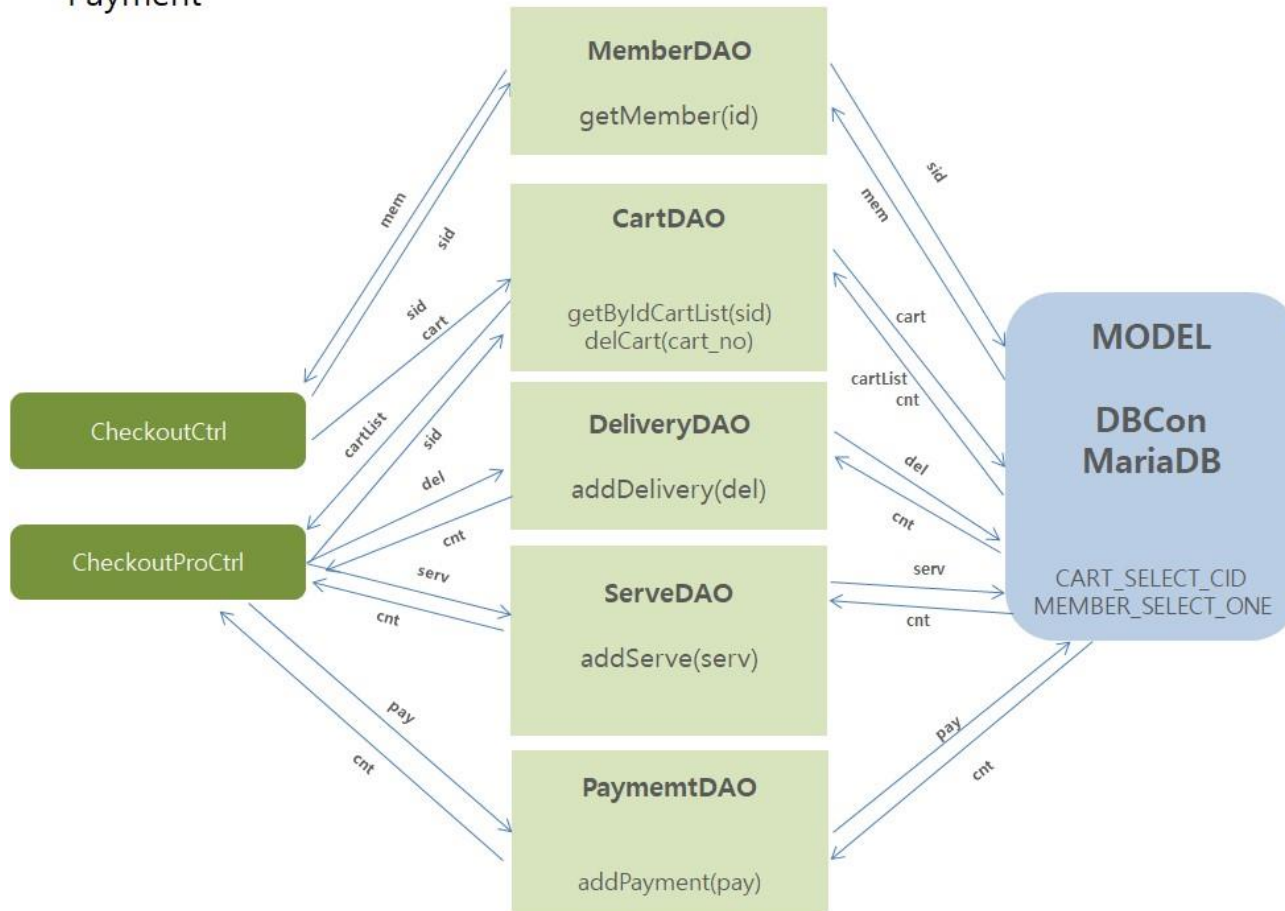 Payment
MemberDAO
getMember(id)
mem
sid
sid
mem
CartDAO
getByIdCartList(sid)
delCart(cart_no)
sid
cart
cartList
sid
cart
cartList
cnt
CheckoutCtrl
CheckoutProCtrl
DeliveryDAO
addDelivery(del)
del
cnt
del
cnt
ServeDAO
addServe(serv)
serv
cnt
serv
cnt
PaymemtDAO
addPayment(pay)
pay
cnt
pay
cnt
MODEL
DBCon
MariaDB
CART_SELECT_CID
MEMBER_SELECT_ONE